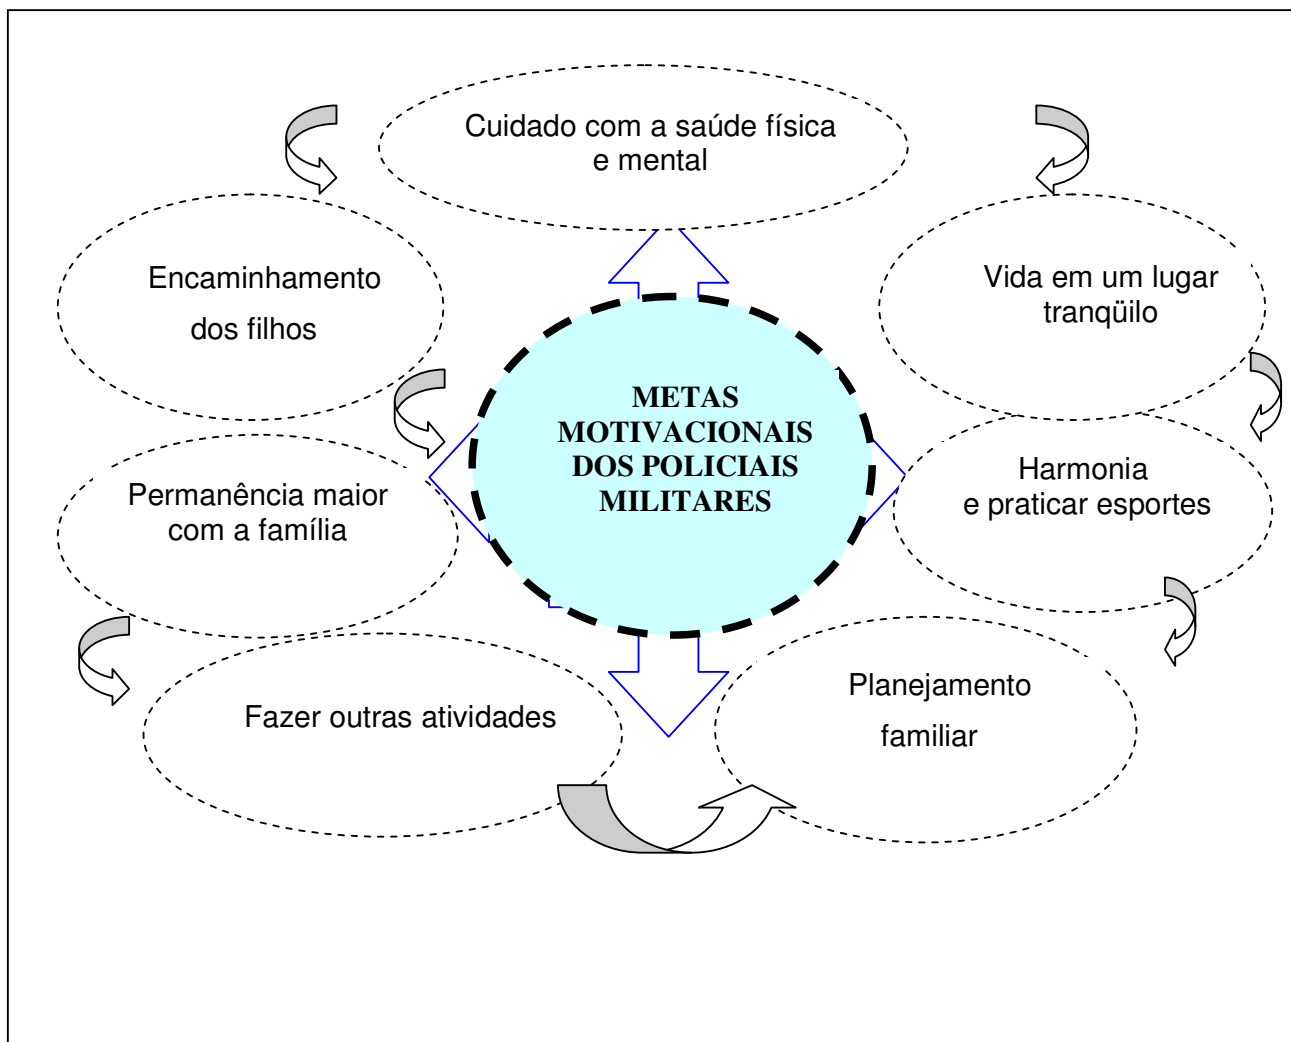 Cuidado com a saúde física
e mental
Encaminhamento
dos filhos
Vida em um lugar
tranqüilo
METAS
MOTIVACIONAIS
DOS POLICIAIS
MILITARES
Permanência maior
com a família
Harmonia
e praticar esportes
Fazer outras atividades
Planejamento
familiar